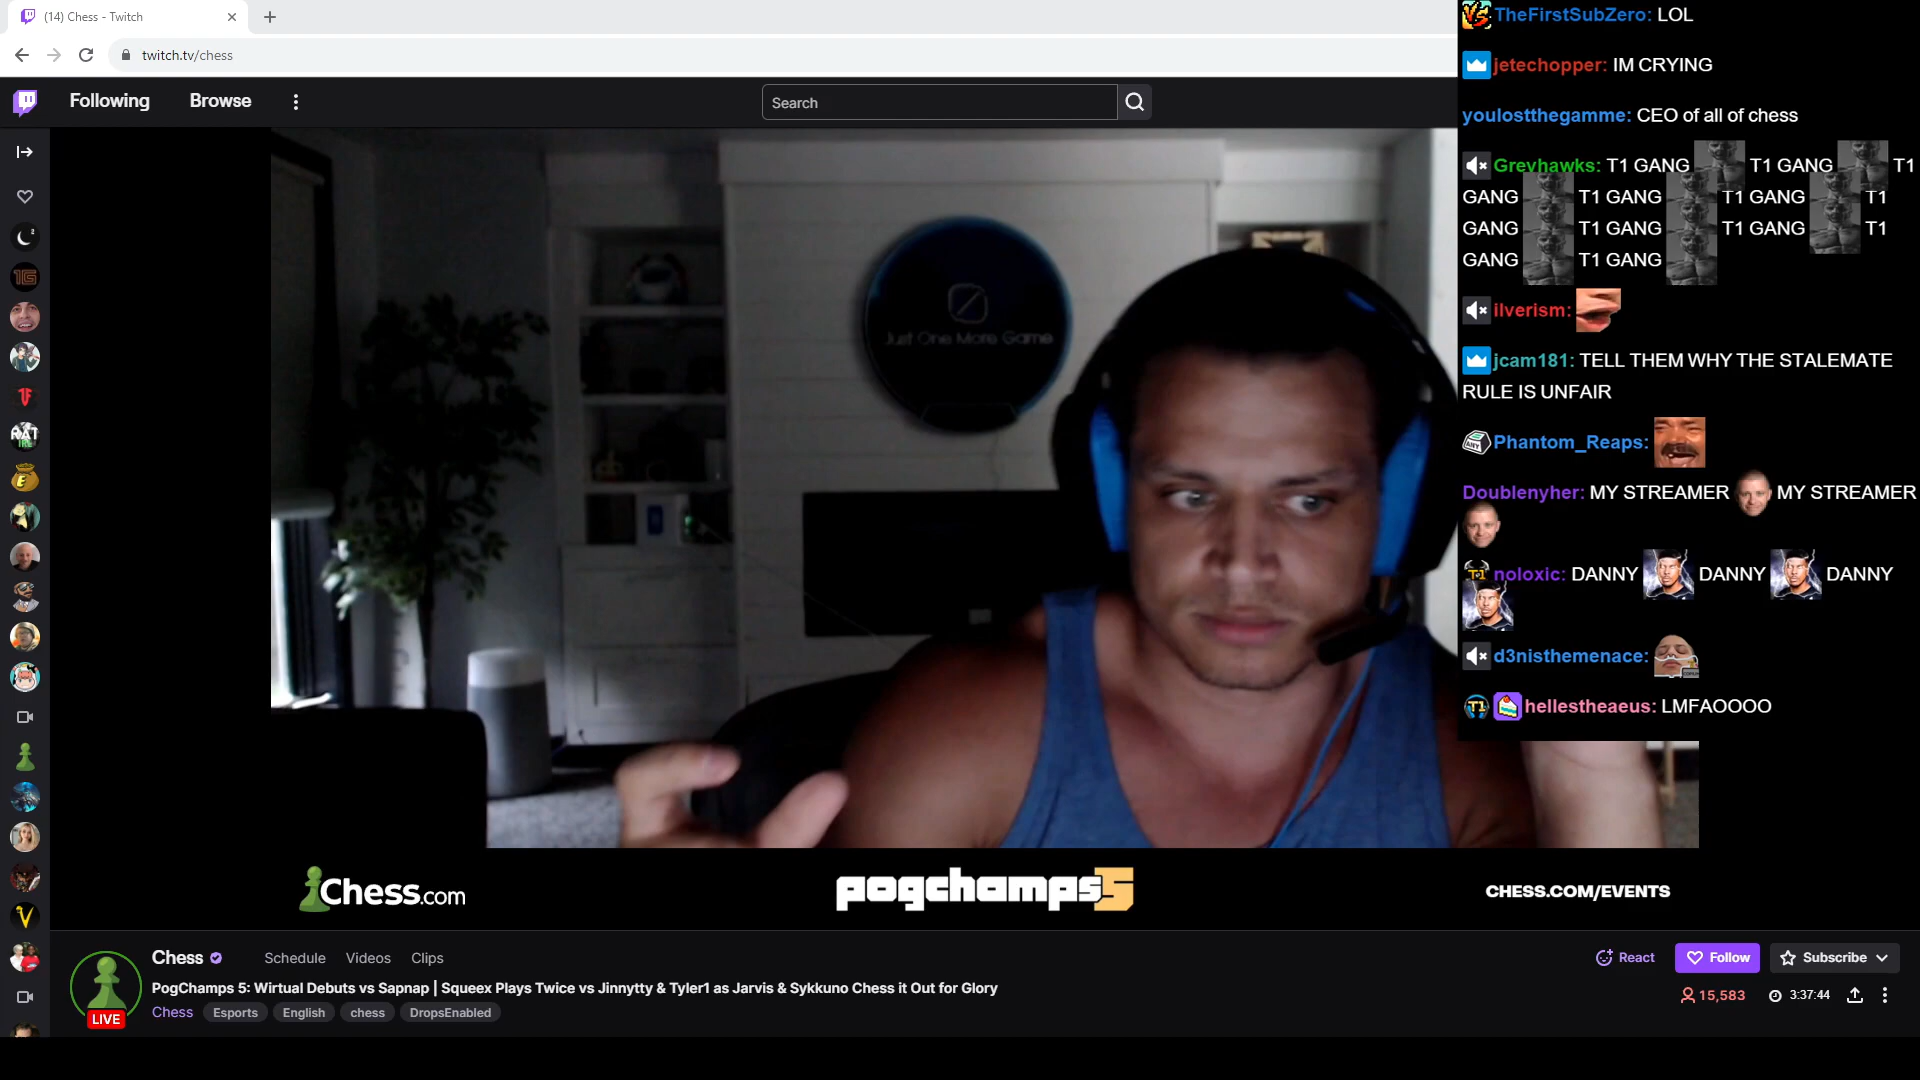 (14) Chess - Twitch
twitch.tv/chess
Following
Browse
Search
Just One More Game
TheFirstSubZero: LOL
jetechopper: IM CRYING
youlostthegamme: CEO of all of chess
Greyhawks: T1 GANG T1 GANG T1
GANG T1 GANG T1 GANG T1
GANG T1 GANG T1 GANG T1
GANG T1 GANG
ilverism:
jcam181: TELL THEM WHY THE STALEMATE
RULE IS UNFAIR
Phantom_Reaps:
Doublenyher: MY STREAMER MY STREAMER
noloxic: DANNY DANNY DANNY
d3nisthemenace:
T1 hellestheaeus: LMFAOOOO
Chess.com
pogchamps5
CHESS.COM/EVENTS
Chess
Schedule
Videos
Clips
React
Follow
Subscribe
PogChamps 5: Wirtual Debuts vs Sapnap | Squeex Plays Twice vs Jinnytty & Tyler1 as Jarvis & Sykkuno Chess it Out for Glory
15,583
3:37:44
LIVE
Chess
Esports
English
chess
DropsEnabled